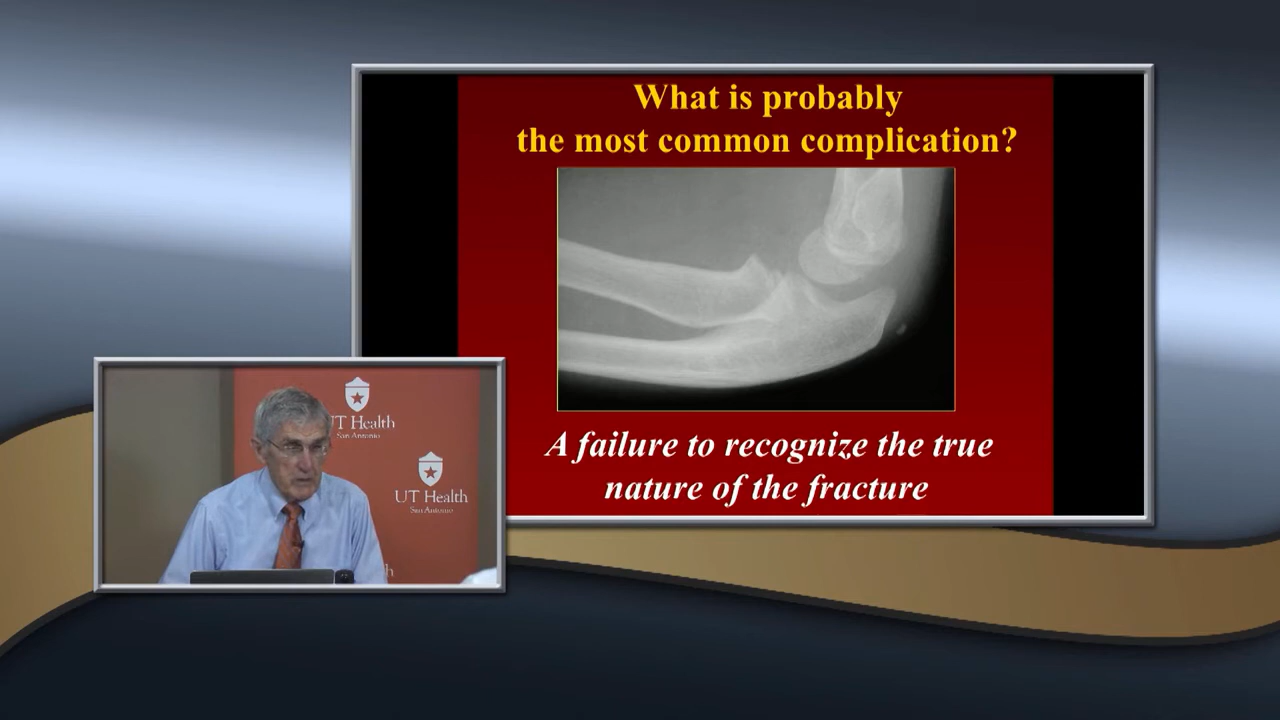 What is probably
the most common complication?
A failure to recognize the true
nature of the fracture
UT Health
San Antonio
UT Health
San Antonio